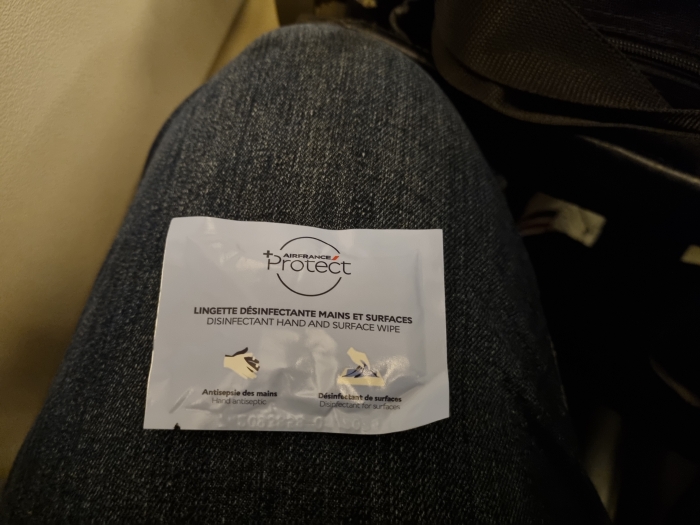 AIRFRANCE
+Protect
LINGETTE DÉSINFECTANTE MAINS ET SURFACES
DISINFECTANT HAND AND SURFACE WIPE
Antisepsie des mains
Hand antiseptic
Désinfectant de surfaces
Disinfectant for surfaces